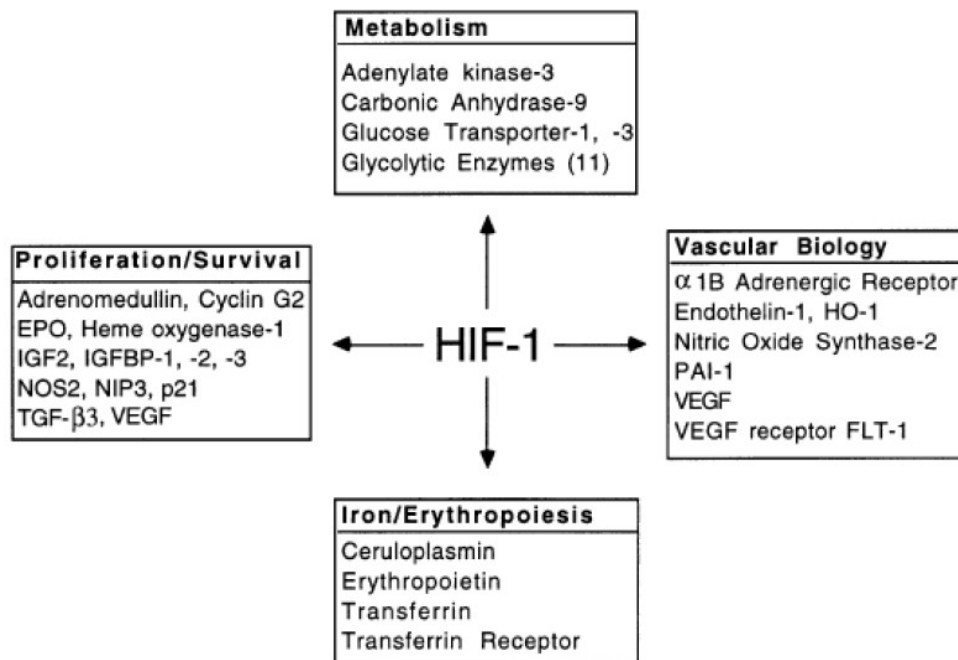 Metabolism
Adenylate kinase-3
Carbonic Anhydrase-9
Glucose Transporter-1, -3
Glycolytic Enzymes (11)
Proliferation/Survival
Adrenomedullin, Cyclin G2
EPO, Heme oxygenase-1
IGF2, IGFBP-1, -2, -3
NOS2, NIP3, p21
TGF-β3, VEGF
HIF-1
Vascular Biology
α1B Adrenergic Receptor
Endothelin-1, HO-1
Nitric Oxide Synthase-2
PAI-1
VEGF
VEGF receptor FLT-1
Iron/Erythropoiesis
Ceruloplasmin
Erythropoietin
Transferrin
Transferrin Receptor